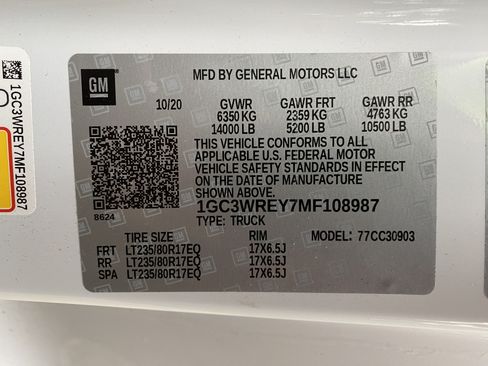 1GC3WREY7MF108987
GM
MFD BY GENERAL MOTORS LLC
10/20 GVWR GAWR FRT GAWR RR
6350 KG 2359 KG 4763 KG
14000 LB 5200 LB 10500 LB
THIS VEHICLE CONFORMS TO ALL
APPLICABLE U.S. FEDERAL MOTOR
VEHICLE SAFETY STANDARDS IN EFFECT
ON THE DATE OF MANUFACTURE
SHOWN ABOVE.
8624
1GC3WREY7MF108987
TYPE: TRUCK
TIRE SIZE RIM MODEL: 77CC30903
FRT LT235/80R17EQ 17X6.5J
RR LT235/80R17EQ 17X6.5J
SPA LT235/80R17EQ 17X6.5J